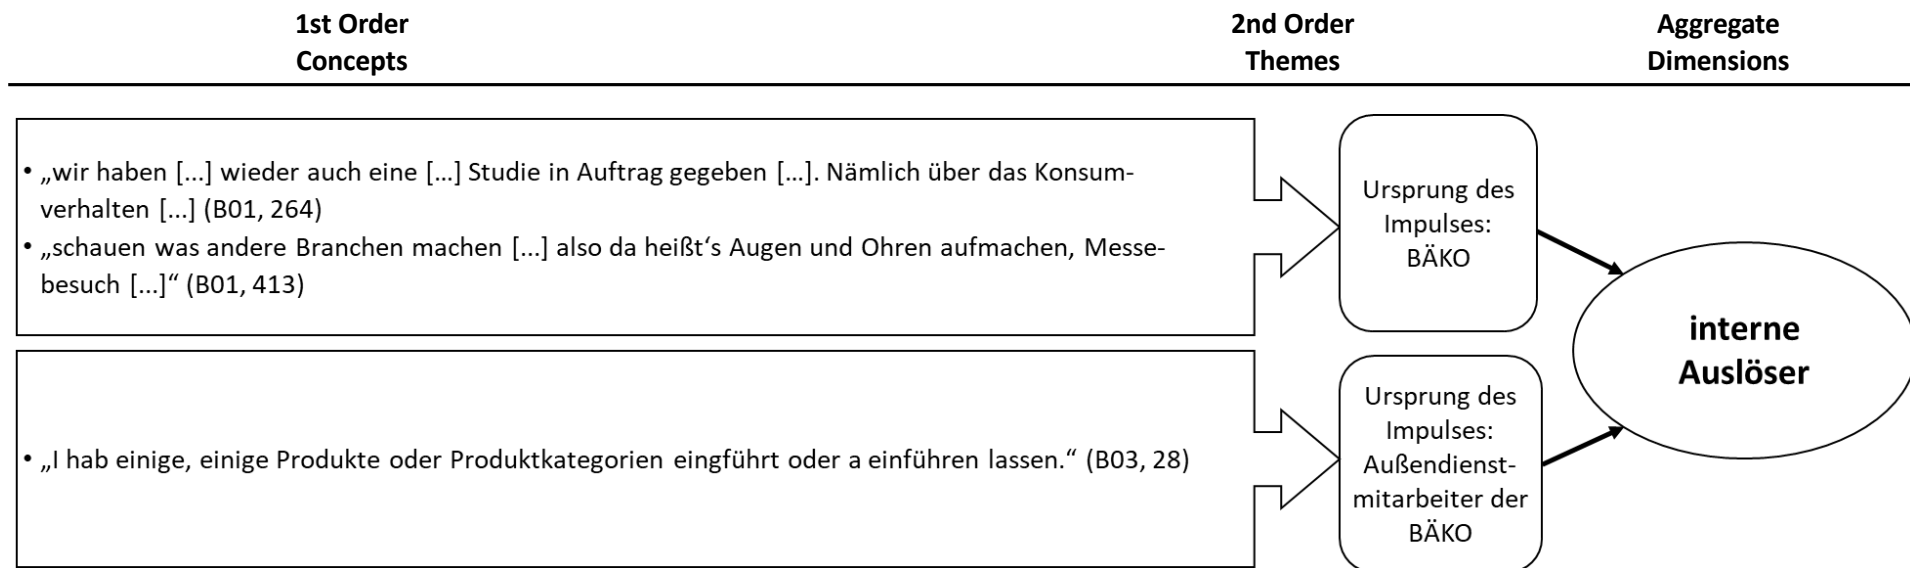 1st Order
Concepts
2nd Order
Themes
Aggregate
Dimensions
• „wir haben [...] wieder auch eine [...] Studie in Auftrag gegeben [...]. Nämlich über das Konsum-
verhalten [...] (B01, 264)
• „schauen was andere Branchen machen [...] also da heißt‘s Augen und Ohren aufmachen, Messe-
besuch [...]“ (B01, 413)
Ursprung des
Impulses:
BÄKO
• „I hab einige, einige Produkte oder Produktkategorien eingführt oder a einführen lassen.“ (B03, 28)
Ursprung des
Impulses:
Außendienst-
mitarbeiter der
BÄKO
interne
Auslöser